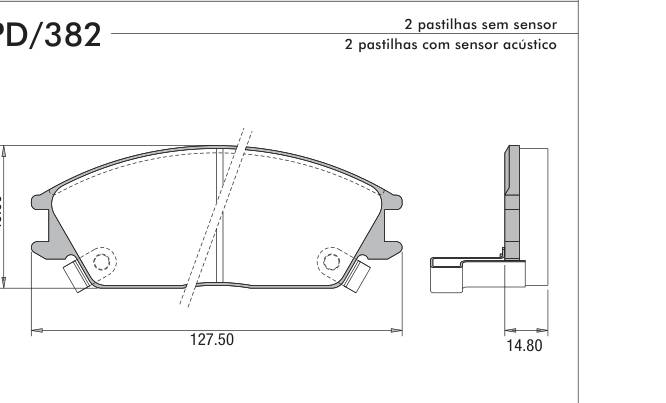 PD/382
2 pastilhas sem sensor
2 pastilhas com sensor acústico
127.50
14.80